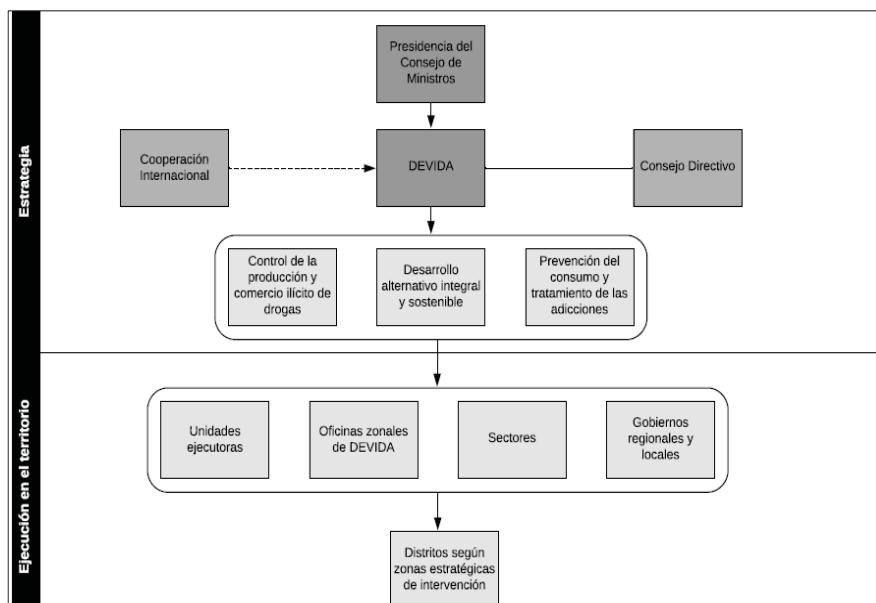 Estrategia
Presidencia del
Consejo de
Ministros
Cooperación
Internacional
DEVIDA
Consejo Directivo
Control de la
producción y
comercio ilícito de
drogas
Desarrollo
alternativo integral
y sostenible
Prevención del
consumo y
tratamiento de las
adicciones
Ejecución en el territorio
Unidades
ejecutoras
Oficinas zonales
de DEVIDA
Sectores
Gobiernos
regionales y
locales
Distritos según
zonas estratégicas
de intervención